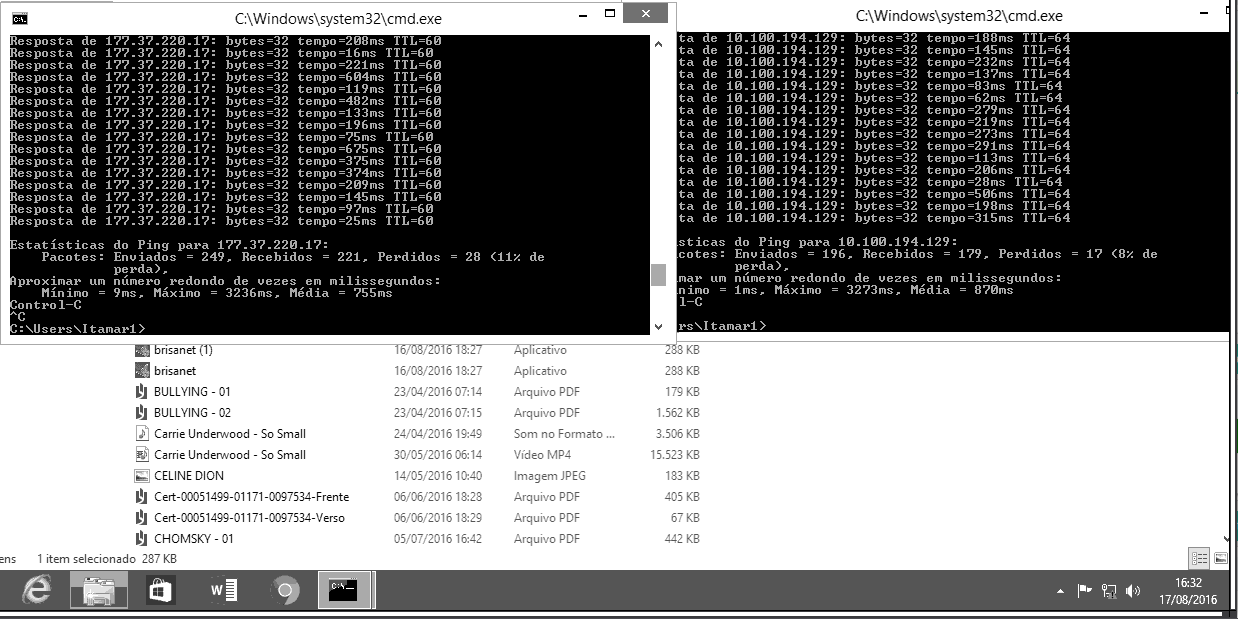 C:\Windows\system32\cmd.exe
Resposta de 177.37.220.17: bytes=32 tempo=208ms TTL=60
Resposta de 177.37.220.17: bytes=32 tempo=16ms TTL=60
Resposta de 177.37.220.17: bytes=32 tempo=221ms TTL=60
Resposta de 177.37.220.17: bytes=32 tempo=604ms TTL=60
Resposta de 177.37.220.17: bytes=32 tempo=119ms TTL=60
Resposta de 177.37.220.17: bytes=32 tempo=482ms TTL=60
Resposta de 177.37.220.17: bytes=32 tempo=133ms TTL=60
Resposta de 177.37.220.17: bytes=32 tempo=196ms TTL=60
Resposta de 177.37.220.17: bytes=32 tempo=75ms TTL=60
Resposta de 177.37.220.17: bytes=32 tempo=675ms TTL=60
Resposta de 177.37.220.17: bytes=32 tempo=375ms TTL=60
Resposta de 177.37.220.17: bytes=32 tempo=374ms TTL=60
Resposta de 177.37.220.17: bytes=32 tempo=209ms TTL=60
Resposta de 177.37.220.17: bytes=32 tempo=145ms TTL=60
Resposta de 177.37.220.17: bytes=32 tempo=97ms TTL=60
Resposta de 177.37.220.17: bytes=32 tempo=25ms TTL=60
Estatísticas do Ping para 177.37.220.17:
Pacotes: Enviados = 249, Recebidos = 221, Perdidos = 28 (11% de
perda),
Aproximar um número redondo de vezes em milissegundos:
Mínimo = 9ms, Máximo = 3236ms, Média = 755ms
Control-C
^C
C:\Users\Itamar1>
C:\Windows\system32\cmd.exe
ta de 10.100.194.129: bytes=32 tempo=188ms TTL=64
ta de 10.100.194.129: bytes=32 tempo=145ms TTL=64
ta de 10.100.194.129: bytes=32 tempo=232ms TTL=64
ta de 10.100.194.129: bytes=32 tempo=137ms TTL=64
ta de 10.100.194.129: bytes=32 tempo=83ms TTL=64
ta de 10.100.194.129: bytes=32 tempo=62ms TTL=64
ta de 10.100.194.129: bytes=32 tempo=279ms TTL=64
ta de 10.100.194.129: bytes=32 tempo=219ms TTL=64
ta de 10.100.194.129: bytes=32 tempo=273ms TTL=64
ta de 10.100.194.129: bytes=32 tempo=291ms TTL=64
ta de 10.100.194.129: bytes=32 tempo=113ms TTL=64
ta de 10.100.194.129: bytes=32 tempo=206ms TTL=64
ta de 10.100.194.129: bytes=32 tempo=28ms TTL=64
ta de 10.100.194.129: bytes=32 tempo=506ms TTL=64
ta de 10.100.194.129: bytes=32 tempo=198ms TTL=64
ta de 10.100.194.129: bytes=32 tempo=315ms TTL=64
sticas do Ping para 10.100.194.129:
cotes: Enviados = 196, Recebidos = 179, Perdidos = 17 (8% de
perda),
mar um número redondo de vezes em milissegundos:
nimo = 1ms, Máximo = 3273ms, Média = 870ms
l-C
rs\Itamar1>
brisanet (1) 16/08/2016 18:27 Aplicativo 288 KB
brisanet 16/08/2016 18:27 Aplicativo 288 KB
BULLYING - 01 23/04/2016 07:14 Arquivo PDF 179 KB
BULLYING - 02 23/04/2016 07:15 Arquivo PDF 1.562 KB
Carrie Underwood - So Small 24/04/2016 19:49 Som no Formato ... 3.506 KB
Carrie Underwood - So Small 30/05/2016 06:14 Vídeo MP4 15.523 KB
CELINE DION 14/05/2016 10:40 Imagem JPEG 183 KB
Cert-00051499-01171-0097534-Frente 06/06/2016 18:28 Arquivo PDF 405 KB
Cert-00051499-01171-0097534-Verso 06/06/2016 18:29 Arquivo PDF 67 KB
CHOMSKY - 01 05/07/2016 16:42 Arquivo PDF 442 KB
ens 1 item selecionado 287 KB
16:32
17/08/2016